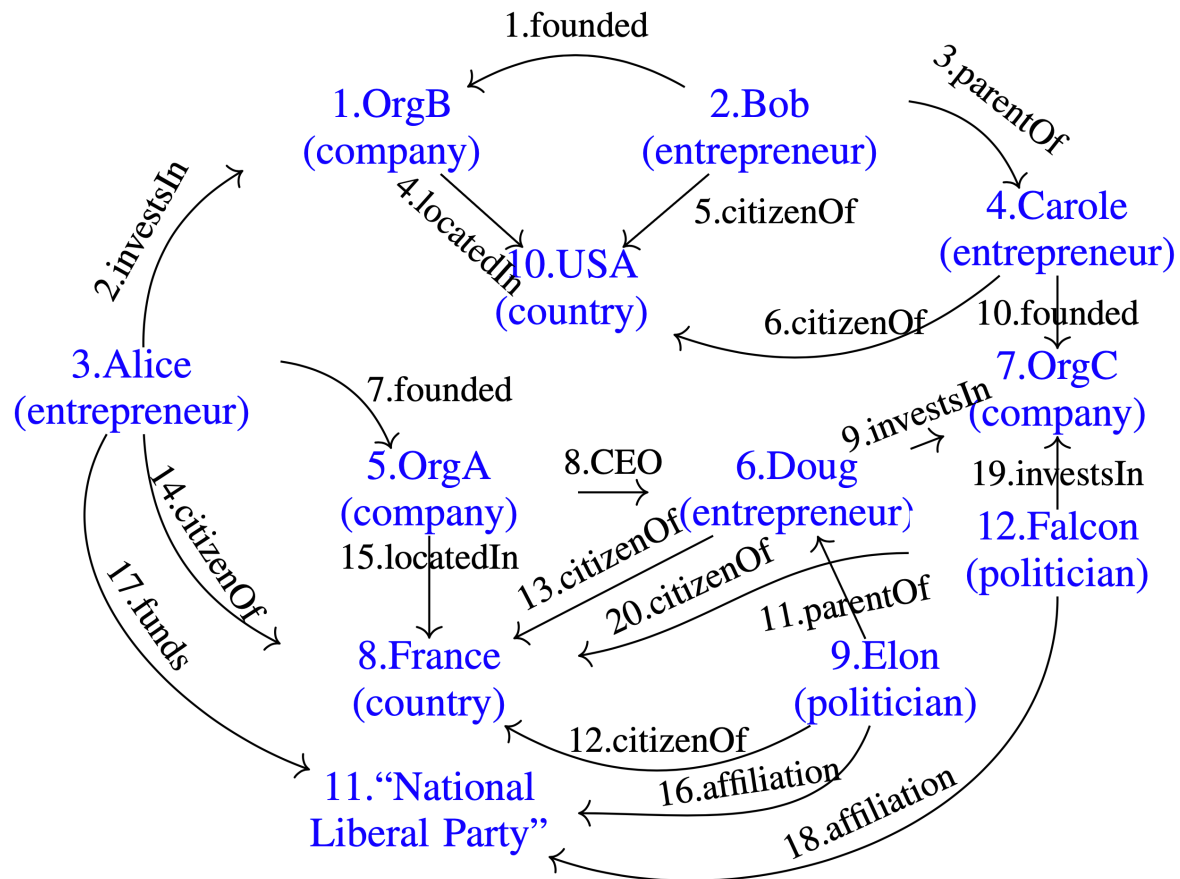 1.founded
3.parentOf
1.OrgB
(company)
2.Bob
(entrepreneur)
2.investsIn
4.locatedIn
5.citizenOf
4.Carole
(entrepreneur)
10.USA
(country)
6.citizenOf
10.founded
3.Alice
(entrepreneur)
7.founded
7.OrgC
(company)
9.investsIn
5.OrgA
(company)
8.CEO
6.Doug
(entrepreneur)
19.investsIn
12.Falcon
(politician)
14.citizenOf
15.locatedIn
13.citizenOf
20.citizenOf
11.parentOf
17.funds
8.France
(country)
9.Elon
(politician)
12.citizenOf
16.affiliation
18.affiliation
11.“National
Liberal Party”